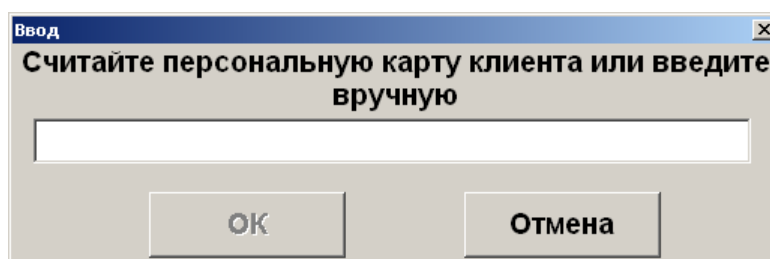 Ввод
Считайте персональную карту клиента или введите
вручную
ОК
Отмена